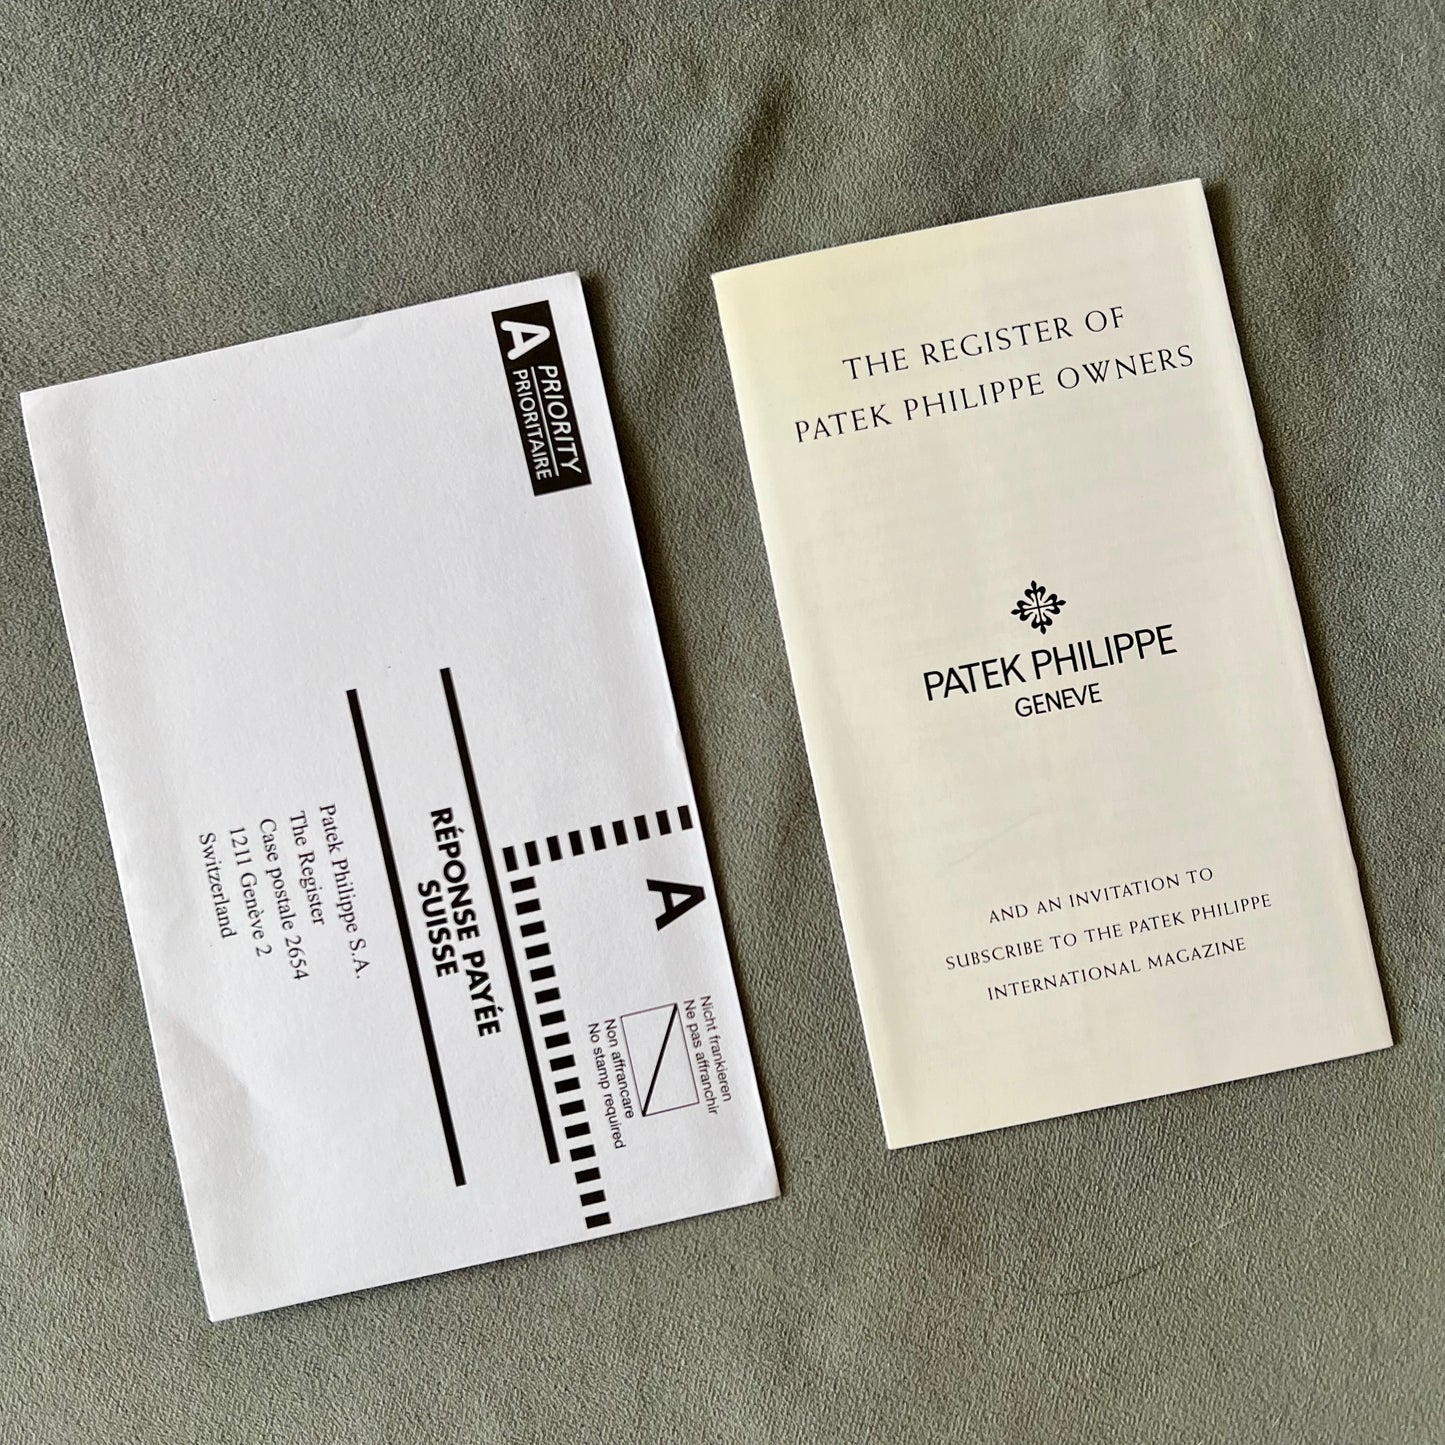 A
PRIORITY
PRIORITAIRE
A
Nicht frankieren
Ne pas affranchir
Non affrancare
No stamp required
RÉPONSE PAYÉE
SUISSE
Patek Philippe S.A.
The Register
Case postale 2654
1211 Genève 2
Switzerland
THE REGISTER OF
PATEK PHILIPPE OWNERS
PATEK PHILIPPE
GENEVE
AND AN INVITATION TO
SUBSCRIBE TO THE PATEK PHILIPPE
INTERNATIONAL MAGAZINE